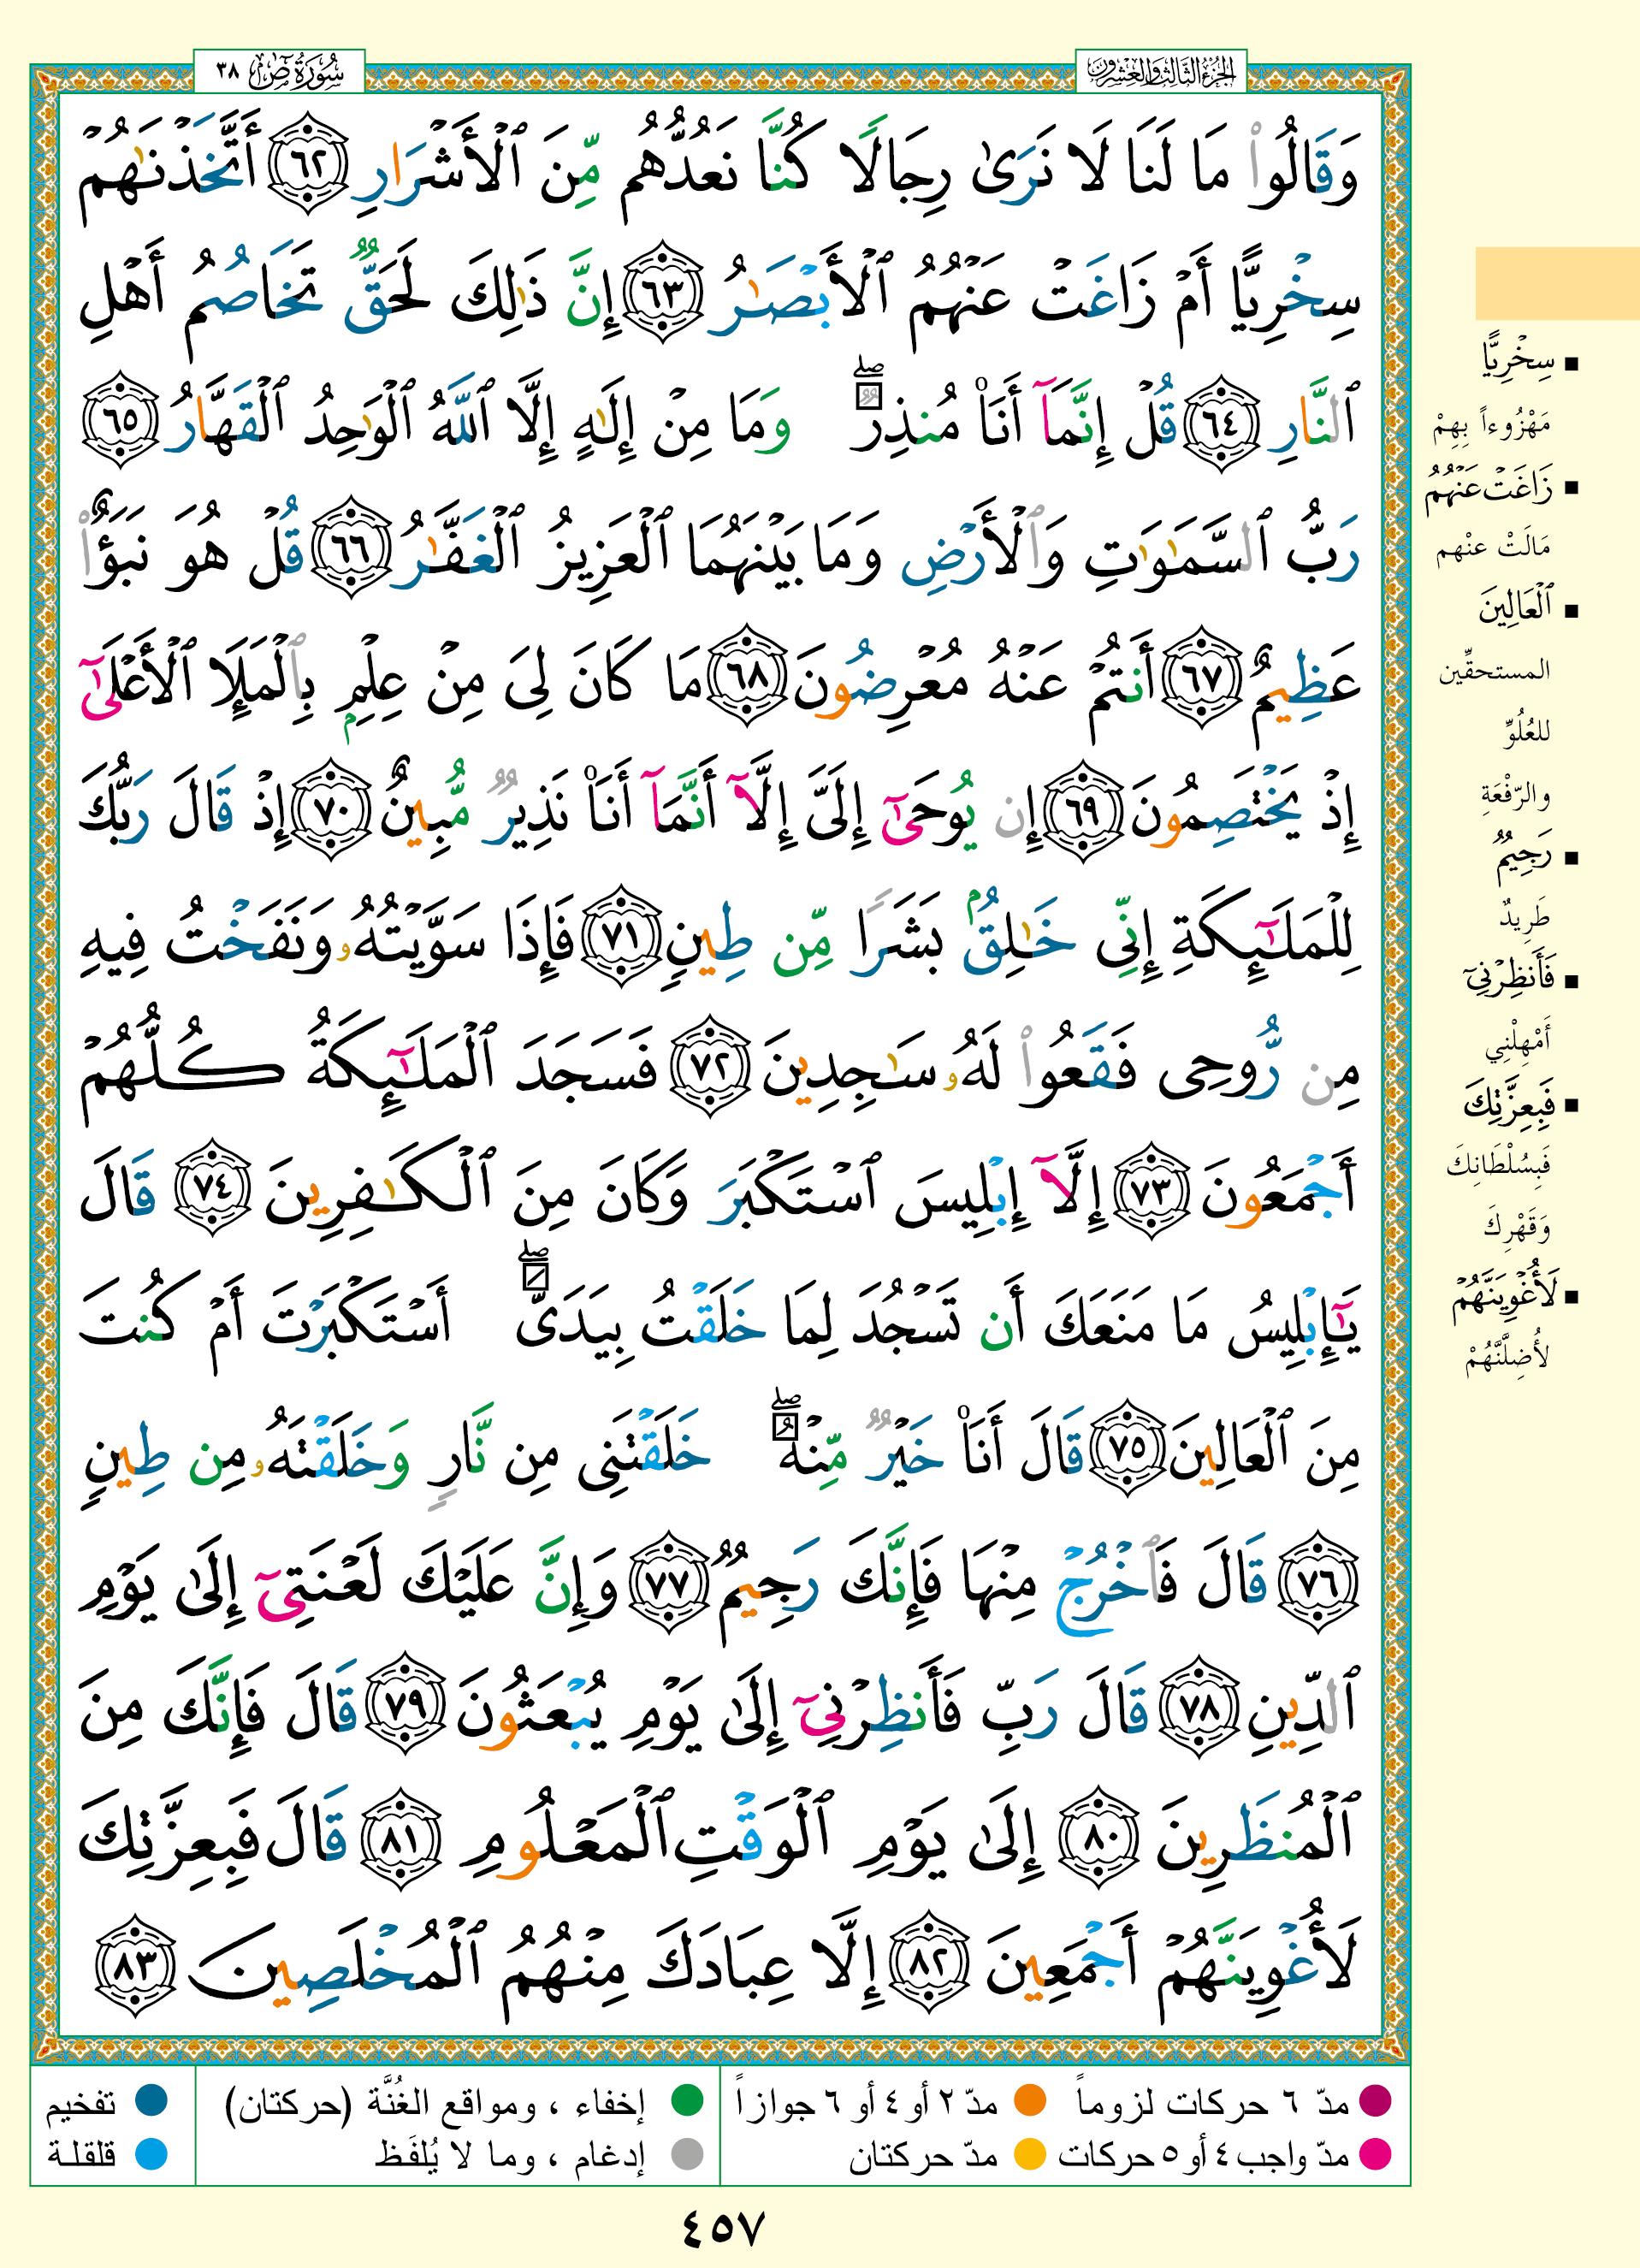 الجزء الثالث والعشرون
سُورَةُ صٓ ٣٨
وَقَالُوا۟ مَا لَنَا لَا نَرَىٰ رِجَالًا كُنَّا نَعُدُّهُم مِّنَ ٱلْأَشْرَارِ ٦٢ أَتَّخَذْنَٰهُمْ
سِخْرِيًّا أَمْ زَاغَتْ عَنْهُمُ ٱلْأَبْصَٰرُ ٦٣ إِنَّ ذَٰلِكَ لَحَقٌّ تَخَاصُمُ أَهْلِ
ٱلنَّارِ ٦٤ قُلْ إِنَّمَآ أَنَا۠ مُنذِرٌ ۖ وَمَا مِنْ إِلَٰهٍ إِلَّا ٱللَّهُ ٱلْوَٰحِدُ ٱلْقَهَّارُ ٦٥
رَبُّ ٱلسَّمَٰوَٰتِ وَٱلْأَرْضِ وَمَا بَيْنَهُمَا ٱلْعَزِيزُ ٱلْغَفَّٰرُ ٦٦ قُلْ هُوَ نَبَؤٌا۟
عَظِيمٌ ٦٧ أَنتُمْ عَنْهُ مُعْرِضُونَ ٦٨ مَا كَانَ لِىَ مِنْ عِلْمٍۭ بِٱلْمَلَإِ ٱلْأَعْلَىٰٓ
إِذْ يَخْتَصِمُونَ ٦٩ إِن يُوحَىٰٓ إِلَىَّ إِلَّآ أَنَّمَآ أَنَا۠ نَذِيرٌ مُّبِينٌ ٧٠ إِذْ قَالَ رَبُّكَ
لِلْمَلَٰٓئِكَةِ إِنِّى خَٰلِقٌۢ بَشَرًا مِّن طِينٍ ٧١ فَإِذَا سَوَّيْتُهُۥ وَنَفَخْتُ فِيهِ
مِن رُّوحِى فَقَعُوا۟ لَهُۥ سَٰجِدِينَ ٧٢ فَسَجَدَ ٱلْمَلَٰٓئِكَةُ كُلُّهُمْ
أَجْمَعُونَ ٧٣ إِلَّآ إِبْلِيسَ ٱسْتَكْبَرَ وَكَانَ مِنَ ٱلْكَٰفِرِينَ ٧٤ قَالَ
يَٰٓإِبْلِيسُ مَا مَنَعَكَ أَن تَسْجُدَ لِمَا خَلَقْتُ بِيَدَىَّ ۖ أَسْتَكْبَرْتَ أَمْ كُنتَ
مِنَ ٱلْعَالِينَ ٧٥ قَالَ أَنَا۠ خَيْرٌ مِّنْهُ ۖ خَلَقْتَنِى مِن نَّارٍ وَخَلَقْتَهُۥ مِن طِينٍ
٧٦ قَالَ فَٱخْرُجْ مِنْهَا فَإِنَّكَ رَجِيمٌ ٧٧ وَإِنَّ عَلَيْكَ لَعْنَتِىٓ إِلَىٰ يَوْمِ
ٱلدِّينِ ٧٨ قَالَ رَبِّ فَأَنظِرْنِىٓ إِلَىٰ يَوْمِ يُبْعَثُونَ ٧٩ قَالَ فَإِنَّكَ مِنَ
ٱلْمُنظَرِينَ ٨٠ إِلَىٰ يَوْمِ ٱلْوَقْتِ ٱلْمَعْلُومِ ٨١ قَالَ فَبِعِزَّتِكَ
لَأُغْوِيَنَّهُمْ أَجْمَعِينَ ٨٢ إِلَّا عِبَادَكَ مِنْهُمُ ٱلْمُخْلَصِينَ ٨٣
■ سِخْرِيًّا
مَهْزُوءاً بِهِمْ
■ زَاغَتْ عَنْهُمُ
مَالَتْ عنْهم
■ ٱلْعَالِينَ
المستحقِّين
للعُلُوِّ
والرِّفْعَةِ
■ رَجِيمٌ
طَرِيدٌ
■ فَأَنظِرْنِىٓ
أَمْهِلْنِي
■ فَبِعِزَّتِكَ
فَبِسُلْطَانِكَ
وَقَهْرِكَ
■ لَأُغْوِيَنَّهُمْ
لأُضِلَّنَّهُمْ
مدّ ٦ حركات لزوماً
مدّ ٢ أو ٤ أو ٦ جوازاً
مدّ واجب ٤ أو ٥ حركات
مدّ حركتان
إخفاء ، ومواقع الغُنَّة (حركتان)
إدغام ، وما لا يُلفَظ
تفخيم
قلقلة
٤٥٧